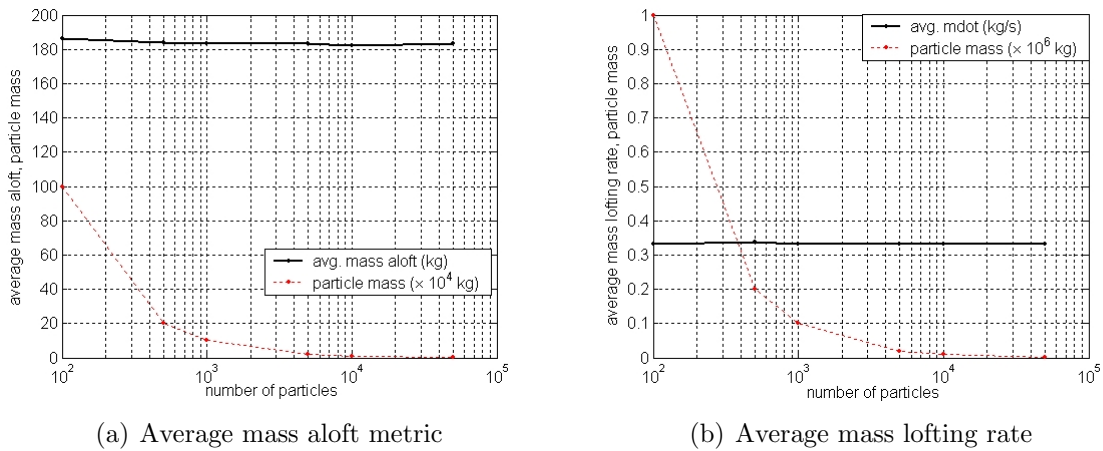 200
180
160
140
120
100
80
60
40
20
0
average mass aloft, particle mass
avg. mass aloft (kg)
particle mass (× 10⁴ kg)
10² 10³ 10⁴ 10⁵
number of particles
(a) Average mass aloft metric
1
0.9
0.8
0.7
0.6
0.5
0.4
0.3
0.2
0.1
0
average mass lofting rate, particle mass
avg. mdot (kg/s)
particle mass (× 10⁶ kg)
10² 10³ 10⁴ 10⁵
number of particles
(b) Average mass lofting rate